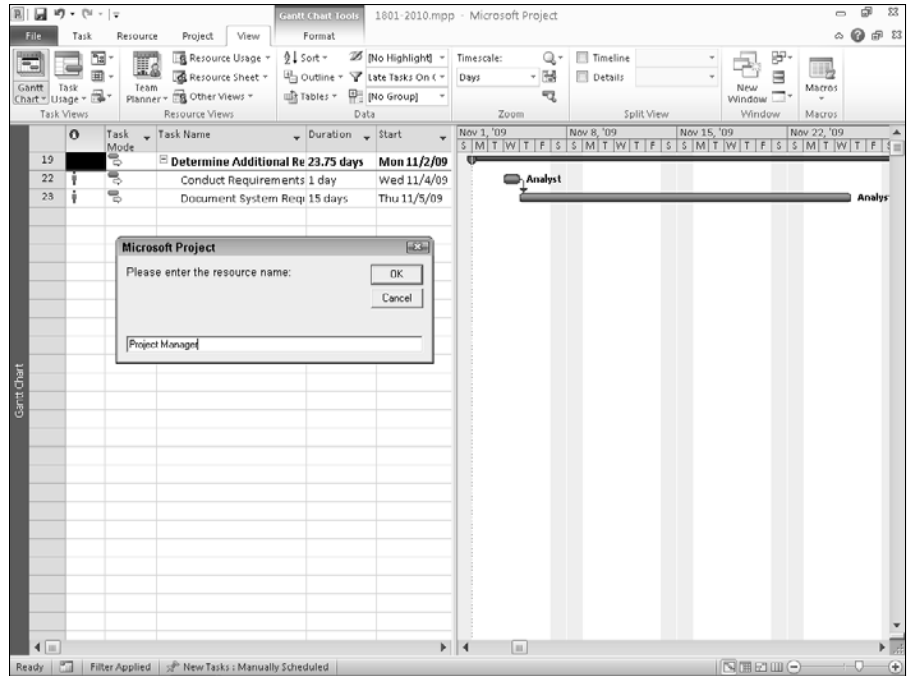 Gantt Chart Tools
1801-2010.mpp - Microsoft Project
File Task Resource Project View Format
Gantt Chart
Task Usage
Team Planner
Resource Usage
Resource Sheet
Other Views
Sort
Outline
Tables
[No Highlight]
Late Tasks On (
[No Group]
Timescale:
Days
Timeline
Details
New Window
Macros
Task Views Resource Views Data Zoom Split View Window Macros
Task Mode Task Name Duration Start
Nov 1, '09 Nov 8, '09 Nov 15, '09 Nov 22, '09
S M T W T F S S M T W T F S S M T W T F S S M T W T F
19 Determine Additional Re 23.75 days Mon 11/2/09
22 Conduct Requirements 1 day Wed 11/4/09 Analyst
23 Document System Requ 15 days Thu 11/5/09 Analys
Microsoft Project
Please enter the resource name:
OK
Cancel
Project Manager
Gantt Chart
Ready Filter Applied New Tasks : Manually Scheduled